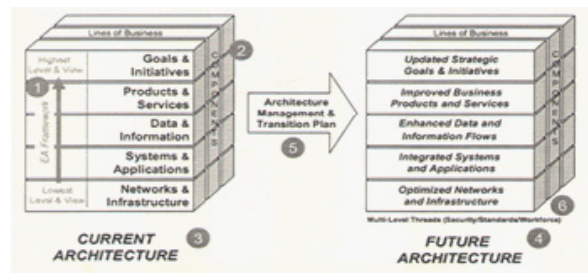 Lines of Business
Highest
Level & View
1
EA Framework
Lowest
Level & View
Goals &
Initiatives
Products &
Services
Data &
Information
Systems &
Applications
Networks &
Infrastructure
COMPONENTS
2
CURRENT
ARCHITECTURE
3
Architecture
Management &
Transition Plan
5
Lines of Business
Updated Strategic
Goals & Initiatives
Improved Business
Products and Services
Enhanced Data and
Information Flows
Integrated Systems
and Applications
Optimized Networks
and Infrastructure
COMPONENTS
6
Multi-Level Threads (Security/Standards/Workforce)
FUTURE
ARCHITECTURE
4